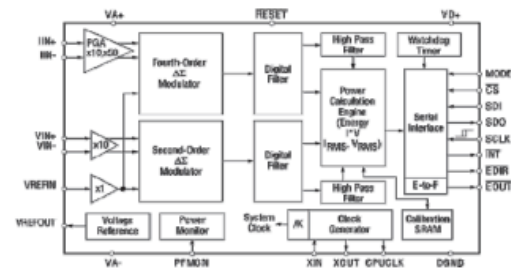 VA+ RESET VD+
IIN+
IIN-
PGA
x10,x50
Fourth-Order
ΔΣ
Modulator
Digital
Filter
High Pass
Filter
Watchdog
Timer
Power
Calculation
Engine
(Energy
I*V
IRMS, VRMS)
Serial
Interface
E-to-F
MODE
CS
SDI
SDO
SCLK
INT
EDIR
EOUT
VIN+
VIN-
x10
Second-Order
ΔΣ
Modulator
Digital
Filter
High Pass
Filter
VREFIN
x1
VREFOUT
Voltage
Reference
Power
Monitor
System
Clock
/K
Clock
Generator
Calibration
SRAM
VA- PFMON XIN XOUT CPUCLK DGND